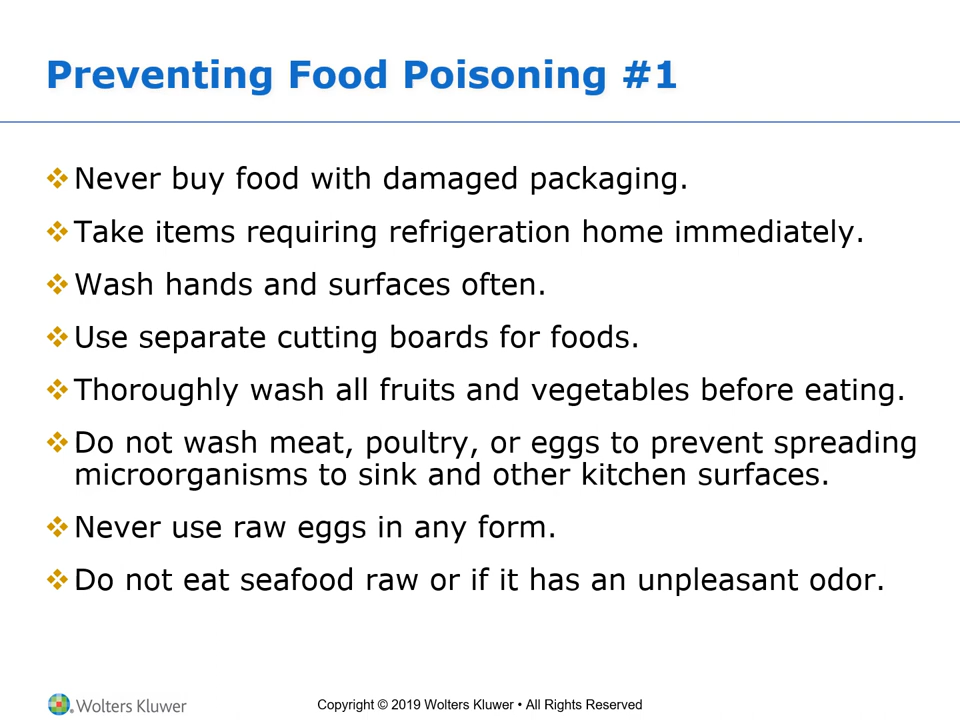 Preventing Food Poisoning #1
❖Never buy food with damaged packaging.
❖Take items requiring refrigeration home immediately.
❖Wash hands and surfaces often.
❖Use separate cutting boards for foods.
❖Thoroughly wash all fruits and vegetables before eating.
❖Do not wash meat, poultry, or eggs to prevent spreading
microorganisms to sink and other kitchen surfaces.
❖Never use raw eggs in any form.
❖Do not eat seafood raw or if it has an unpleasant odor.
Wolters Kluwer
Copyright © 2019 Wolters Kluwer • All Rights Reserved